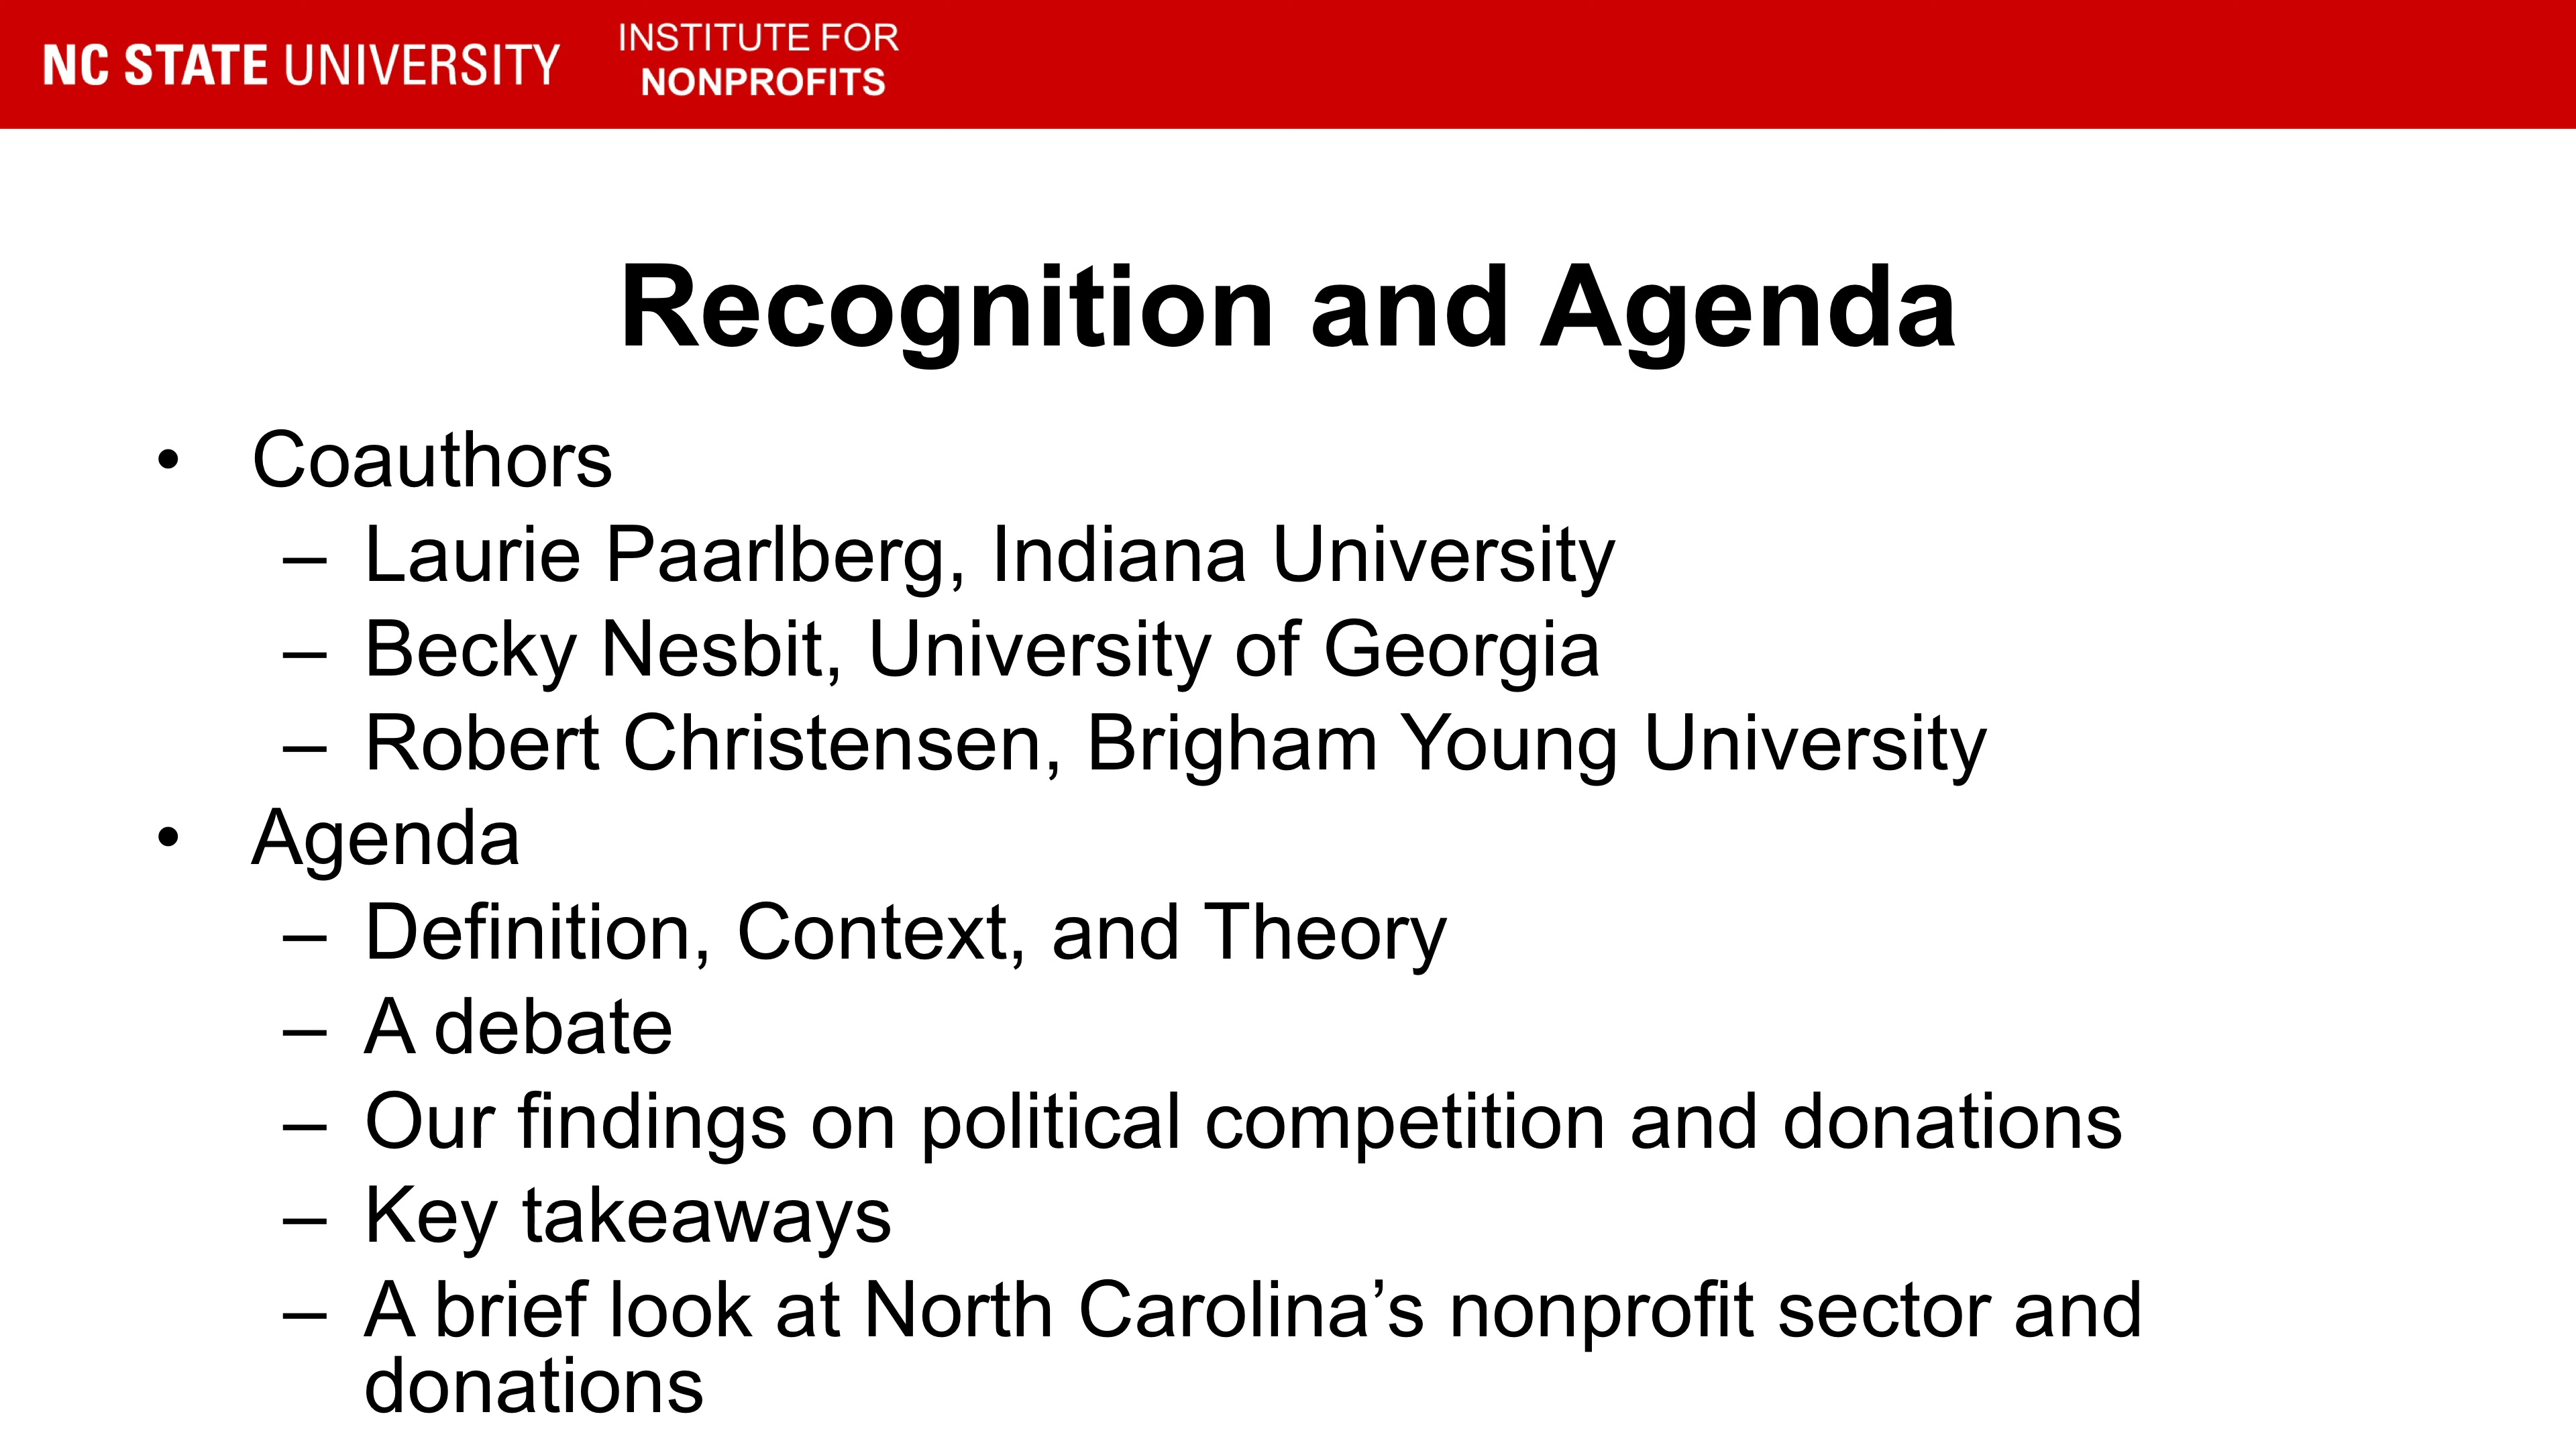 NC STATE UNIVERSITY
INSTITUTE FOR
NONPROFITS
Recognition and Agenda
• Coauthors
– Laurie Paarlberg, Indiana University
– Becky Nesbit, University of Georgia
– Robert Christensen, Brigham Young University
• Agenda
– Definition, Context, and Theory
– A debate
– Our findings on political competition and donations
– Key takeaways
– A brief look at North Carolina’s nonprofit sector and
donations